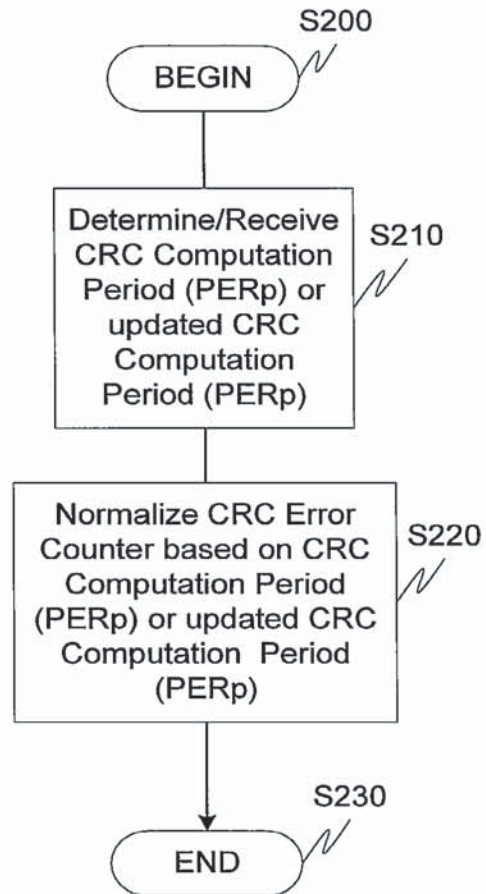 S200
BEGIN
Determine/Receive
CRC Computation
Period (PERp) or
updated CRC
Computation
Period (PERp)
S210
Normalize CRC Error
Counter based on CRC
Computation Period
(PERp) or updated CRC
Computation Period
(PERp)
S220
S230
END